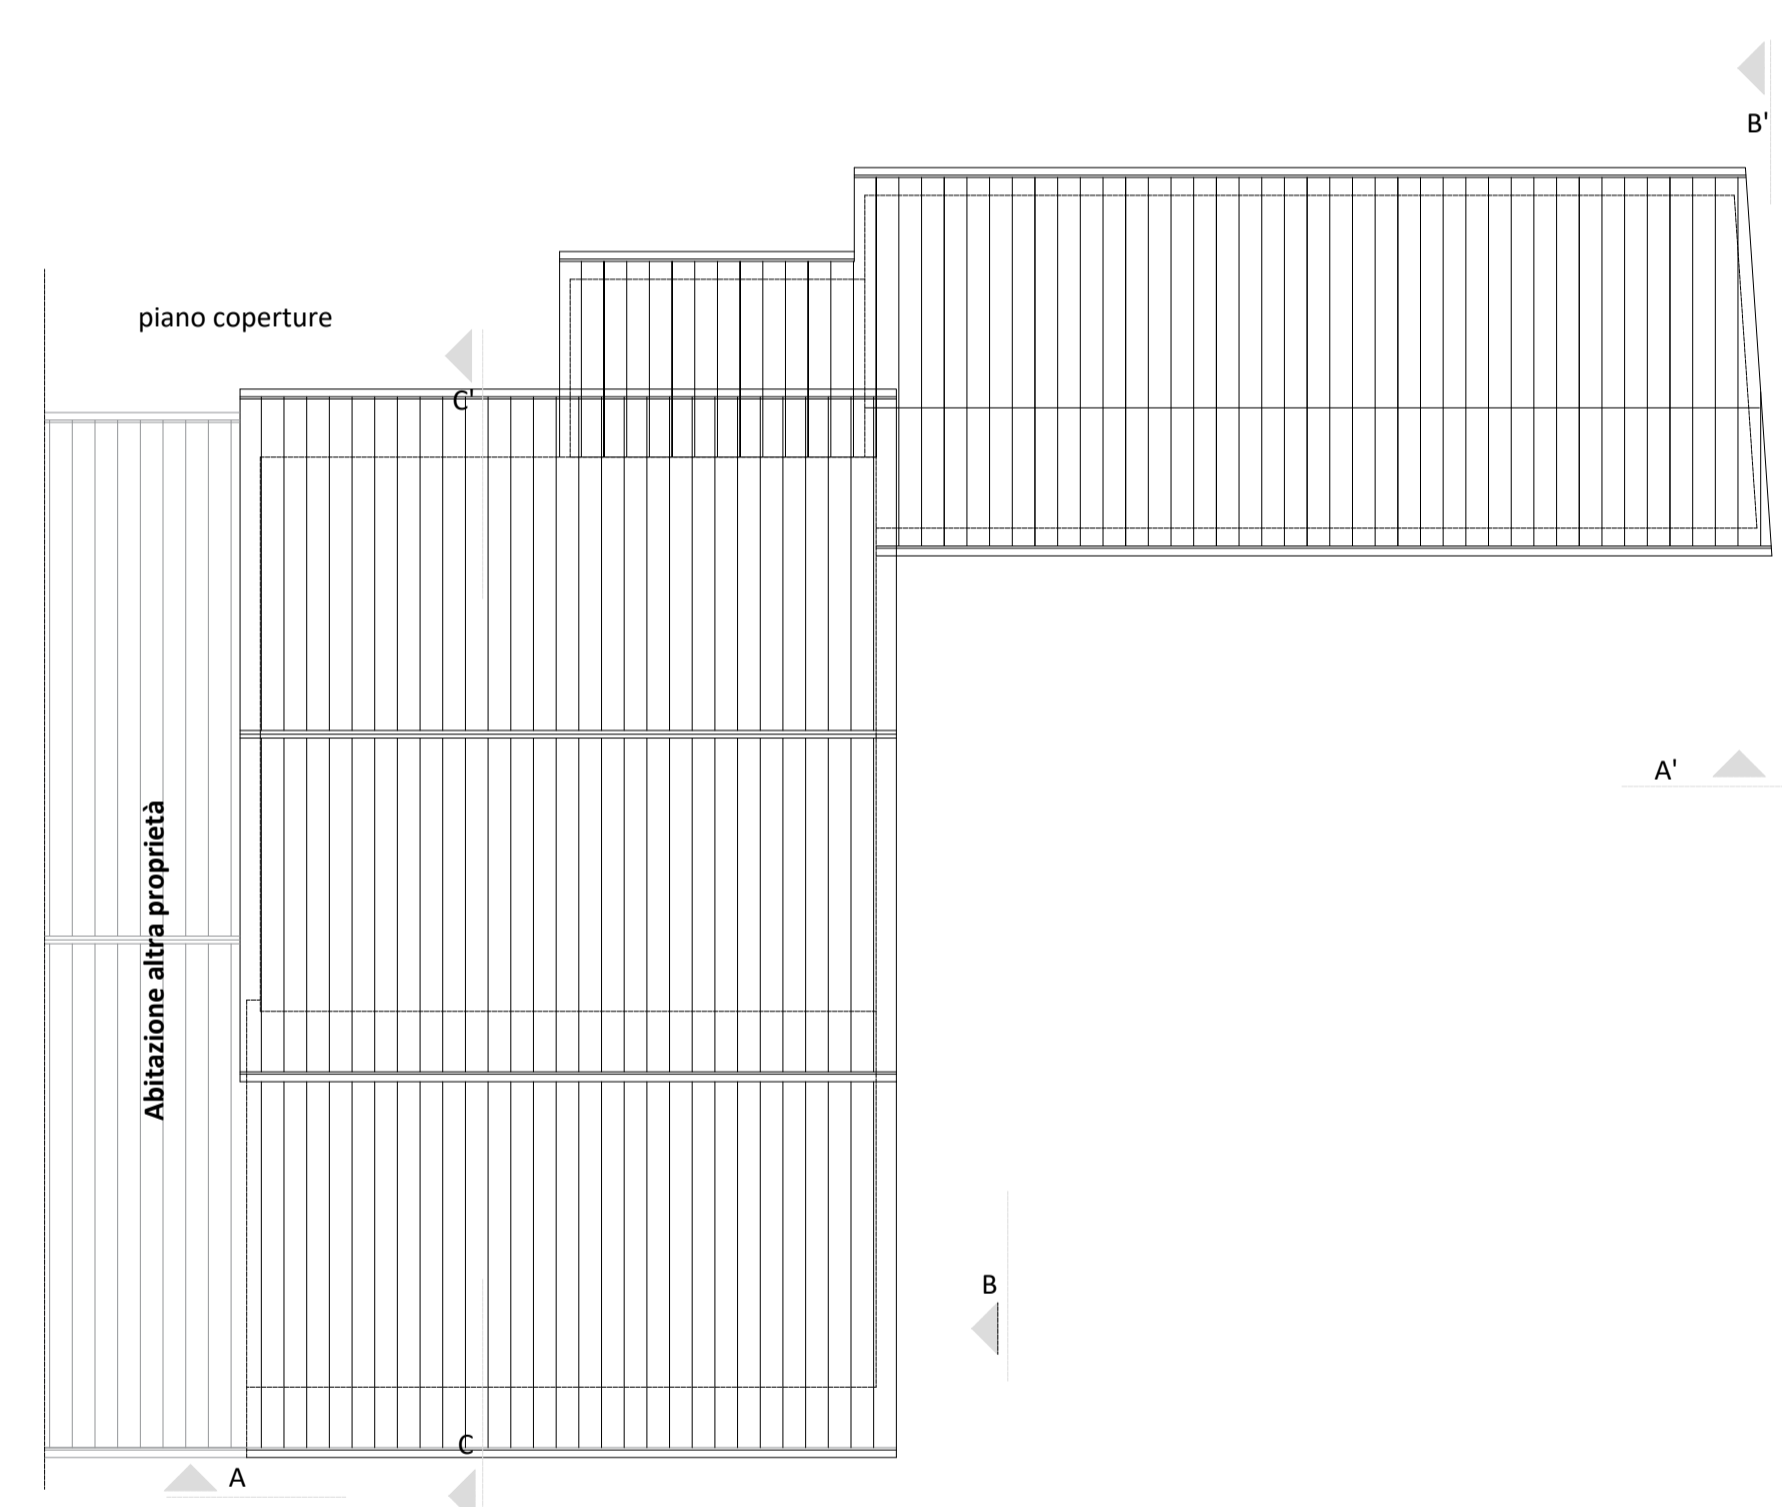 B'
piano coperture
C'
A'
Abitazione altra proprietà
B
C
A